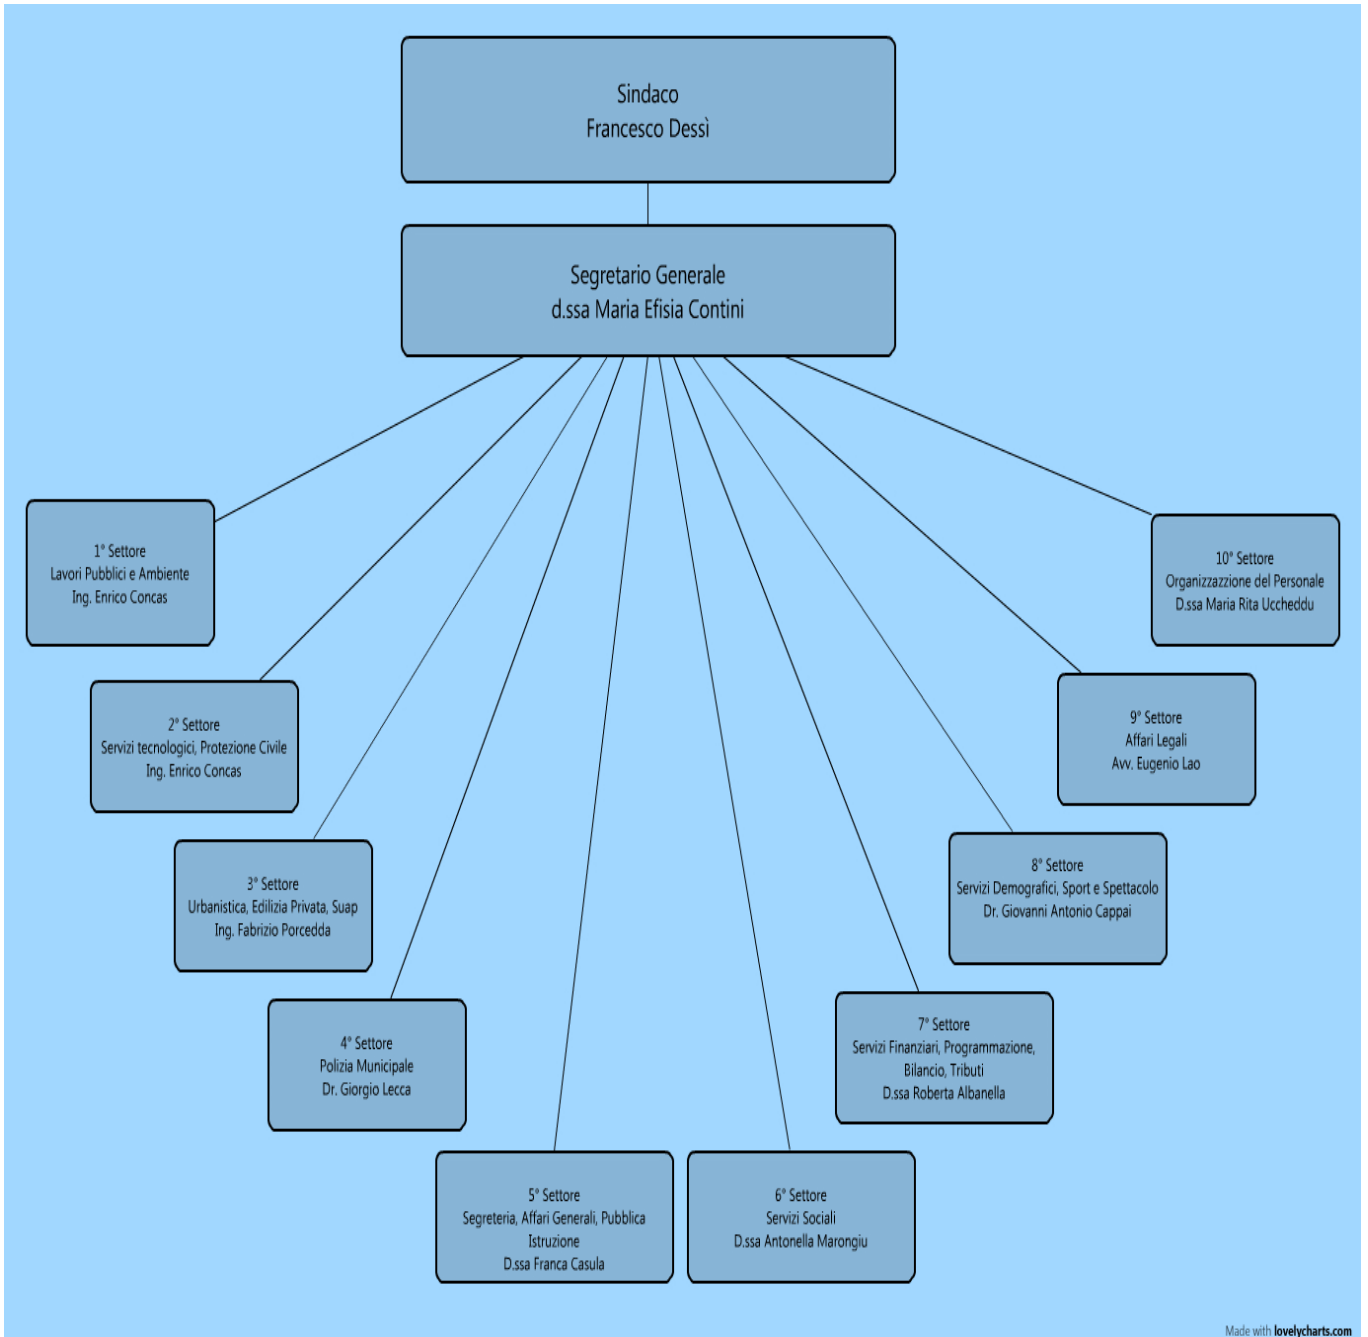 Sindaco
Francesco Dessì
Segretario Generale
d.ssa Maria Efisia Contini
1° Settore
Lavori Pubblici e Ambiente
Ing. Enrico Concas
2° Settore
Servizi tecnologici, Protezione Civile
Ing. Enrico Concas
3° Settore
Urbanistica, Edilizia Privata, Suap
Ing. Fabrizio Porcedda
4° Settore
Polizia Municipale
Dr. Giorgio Lecca
5° Settore
Segreteria, Affari Generali, Pubblica
Istruzione
D.ssa Franca Casula
6° Settore
Servizi Sociali
D.ssa Antonella Marongiu
7° Settore
Servizi Finanziari, Programmazione,
Bilancio, Tributi
D.ssa Roberta Albanella
8° Settore
Servizi Demografici, Sport e Spettacolo
Dr. Giovanni Antonio Cappai
9° Settore
Affari Legali
Avv. Eugenio Lao
10° Settore
Organizzazzione del Personale
D.ssa Maria Rita Uccheddu
Made with lovelycharts.com